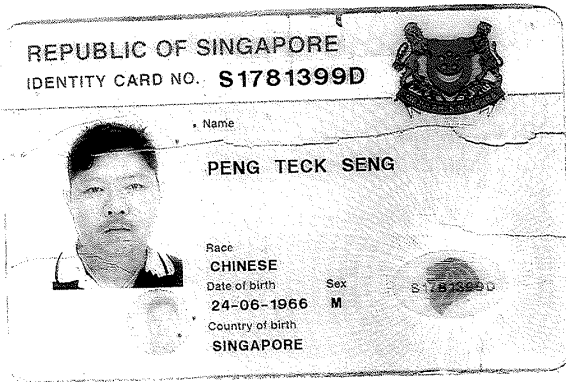 REPUBLIC OF SINGAPORE
IDENTITY CARD NO. S1781399D
Name
PENG TECK SENG
Race
CHINESE
Date of birth Sex
24-06-1966 M
Country of birth
SINGAPORE
S1781399D